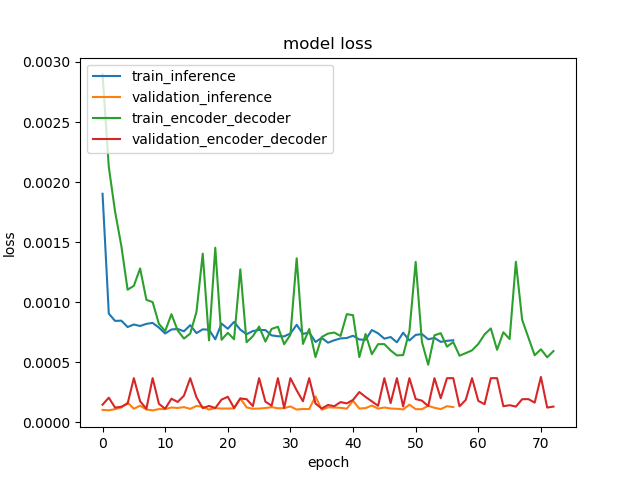 model loss
train_inference
validation_inference
train_encoder_decoder
validation_encoder_decoder
loss
0.0030
0.0025
0.0020
0.0015
0.0010
0.0005
0.0000
0 10 20 30 40 50 60 70
epoch